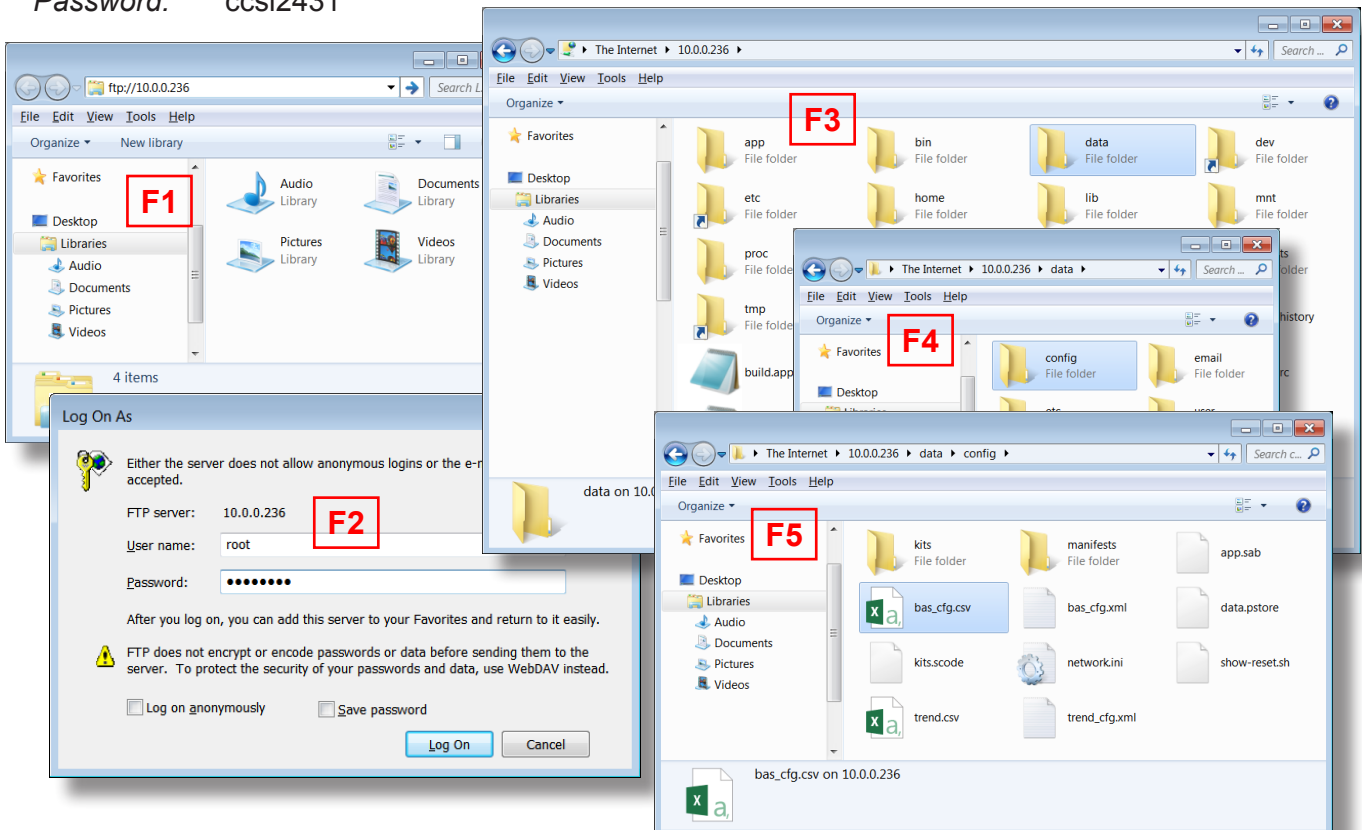 Password: ccsi2431
ftp://10.0.0.236
Search L
File Edit View Tools Help
Organize New library
Favorites
Desktop
Libraries
Audio
Documents
Pictures
Videos
F1
Audio
Library
Documents
Library
Pictures
Library
Videos
Library
4 items
Log On As
Either the server does not allow anonymous logins or the e-
accepted.
FTP server: 10.0.0.236
F2
User name: root
Password: ●●●●●●●●
After you log on, you can add this server to your Favorites and return to it easily.
FTP does not encrypt or encode passwords or data before sending them to the
server. To protect the security of your passwords and data, use WebDAV instead.
Log on anonymously
Save password
Log On
Cancel
The Internet 10.0.0.236
Search ...
File Edit View Tools Help
Organize
F3
Favorites
Desktop
Libraries
Audio
Documents
Pictures
Videos
app
File folder
bin
File folder
data
File folder
dev
File folder
etc
File folder
home
File folder
lib
File folder
mnt
File folder
proc
File folde
ts
older
tmp
File folde
history
build.app
rc
data on 10.0
The Internet 10.0.0.236 data
Search ...
File Edit View Tools Help
Organize
F4
Favorites
Desktop
Libraries
config
File folder
email
File folder
etc
user
The Internet 10.0.0.236 data config
Search c...
File Edit View Tools Help
Organize
F5
Favorites
Desktop
Libraries
Audio
Documents
Pictures
Videos
kits
File folder
manifests
File folder
app.sab
bas_cfg.csv
bas_cfg.xml
data.pstore
kits.scode
network.ini
show-reset.sh
trend.csv
trend_cfg.xml
bas_cfg.csv on 10.0.0.236